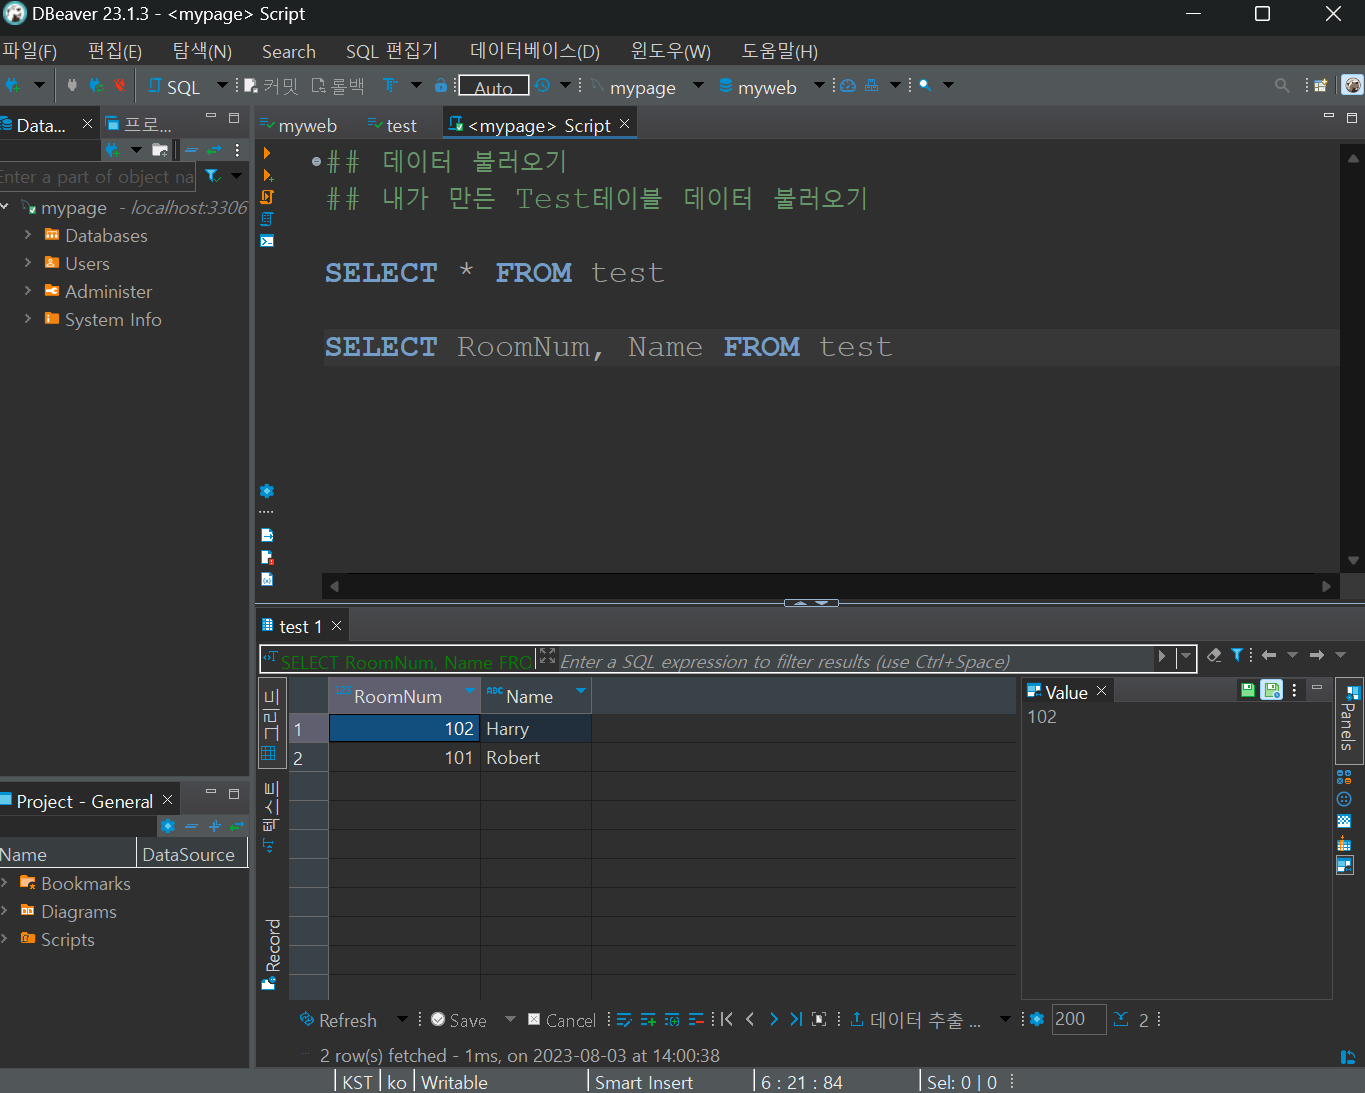 DBeaver 23.1.3 - <mypage> Script
파일(F) 편집(E) 탐색(N) Search SQL 편집기 데이터베이스(D) 윈도우(W) 도움말(H)
SQL 커밋 롤백 Auto mypage myweb
Data... 프로...
myweb test <mypage> Script
Enter a part of object na
mypage - localhost:3306
Databases
Users
Administer
System Info
## 데이터 불러오기
## 내가 만든 Test테이블 데이터 불러오기
SELECT * FROM test
SELECT RoomNum, Name FROM test
Project - General
Name DataSource
Bookmarks
Diagrams
Scripts
test 1
SELECT RoomNum, Name FRO Enter a SQL expression to filter results (use Ctrl+Space)
그리드
텍스트
Record
RoomNum ABC Name
1 102 Harry
2 101 Robert
Value
102
Panels
Refresh Save Cancel 데이터 추출 ... 200 2
2 row(s) fetched - 1ms, on 2023-08-03 at 14:00:38
KST ko Writable Smart Insert 6 : 21 : 84 Sel: 0 | 0